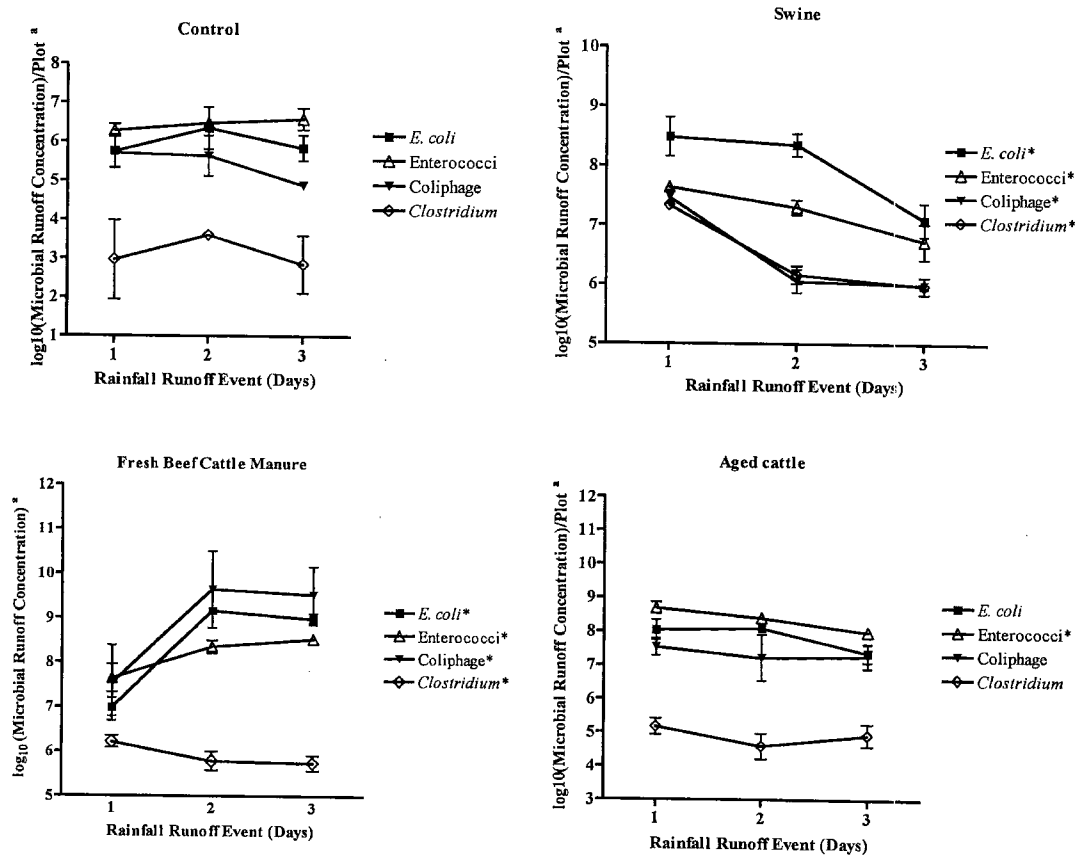 Control
log10(Microbial Runoff Concentration)/Plot a
8
7
6
5
4
3
2
1
1 2 3
Rainfall Runoff Event (Days)
E. coli
Enterococci
Coliphage
Clostridium
Swine
log10(Microbial Runoff Concentration)/Plot a
10
9
8
7
6
5
1 2 3
Rainfall Runoff Event (Days)
E. coli*
Enterococci*
Coliphage*
Clostridium*
Fresh Beef Cattle Manure
log10(Microbial Runoff Concentration) a
12
11
10
9
8
7
6
5
1 2 3
Rainfall Runoff Event (Days)
E. coli*
Enterococci*
Coliphage*
Clostridium*
Aged cattle
log10(Microbial Runoff Concentration)/Plot a
12
11
10
9
8
7
6
5
4
3
1 2 3
Rainfall Runoff Event (Days)
E. coli
Enterococci*
Coliphage
Clostridium